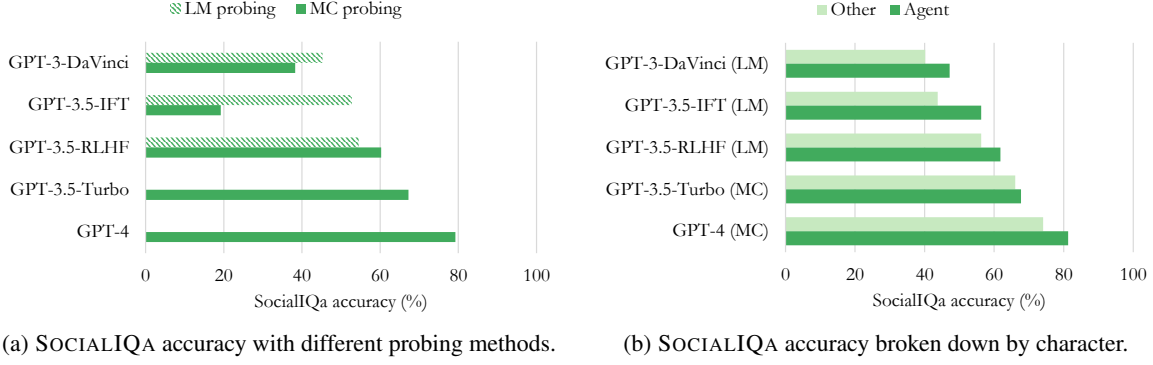 LM probing MC probing
GPT-3-DaVinci
GPT-3.5-IFT
GPT-3.5-RLHF
GPT-3.5-Turbo
GPT-4
0 20 40 60 80 100
SocialIQa accuracy (%)
(a) SOCIALIQA accuracy with different probing methods.
Other Agent
GPT-3-DaVinci (LM)
GPT-3.5-IFT (LM)
GPT-3.5-RLHF (LM)
GPT-3.5-Turbo (MC)
GPT-4 (MC)
0 20 40 60 80 100
SocialIQa accuracy (%)
(b) SOCIALIQA accuracy broken down by character.